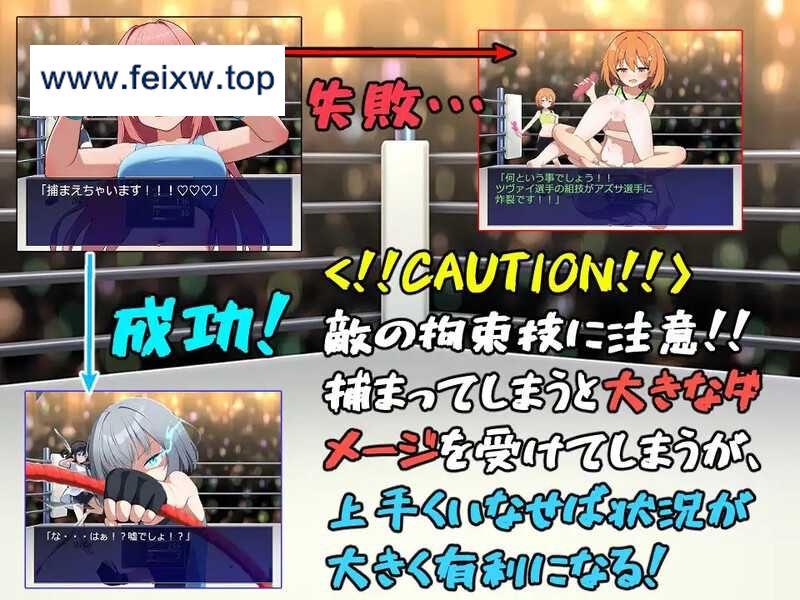 www.feixw.top
失敗…
「捕まえちゃいます！！！♡♡♡」
「何という事でしょう！！
ツヴァイ選手の組技がアズサ選手に
炸裂です！！」
成功!
<!!CAUTION!!>
敵の拘束技に注意!!
捕まってしまうと大きなダ
メージを受けてしまうが、
上手くいなせば状況が
大きく有利になる!
「な・・・はぁ！？嘘でしょ！？」